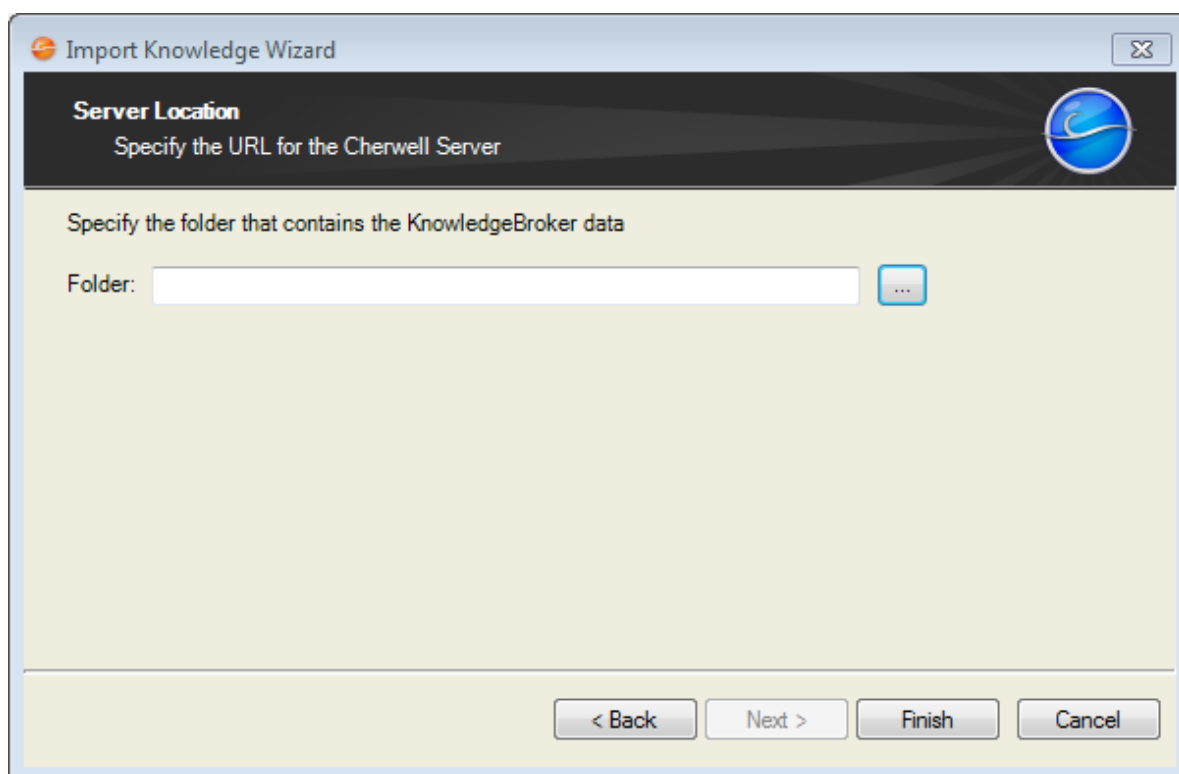 Import Knowledge Wizard
Server Location
Specify the URL for the Cherwell Server
Specify the folder that contains the KnowledgeBroker data
Folder:
...
< Back Next > Finish Cancel